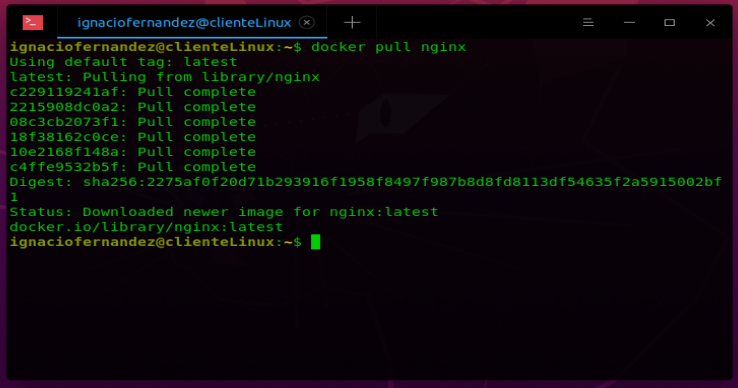 >_
ignaciofernandez@clienteLinux
ignaciofernandez@clienteLinux:~$ docker pull nginx
Using default tag: latest
latest: Pulling from library/nginx
c229119241af: Pull complete
2215908dc0a2: Pull complete
08c3cb2073f1: Pull complete
18f38162c0ce: Pull complete
10e2168f148a: Pull complete
c4ffe9532b5f: Pull complete
Digest: sha256:2275af0f20d71b293916f1958f8497f987b8d8fd8113df54635f2a5915002bf
1
Status: Downloaded newer image for nginx:latest
docker.io/library/nginx:latest
ignaciofernandez@clienteLinux:~$